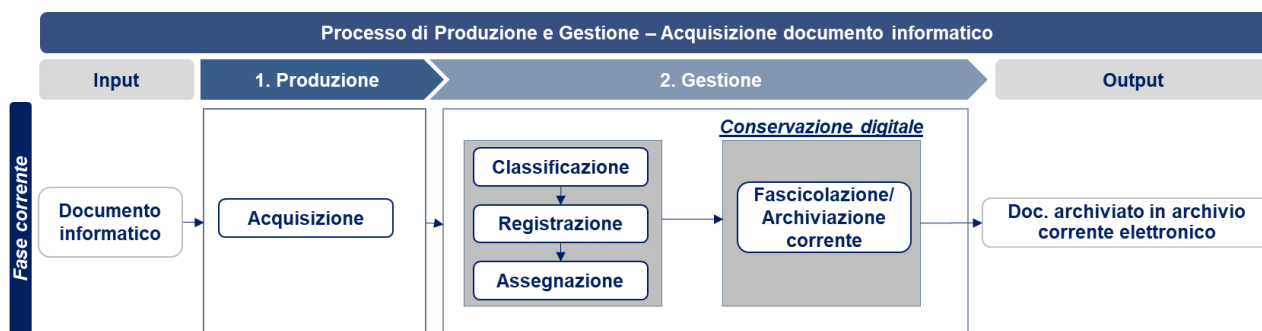 Processo di Produzione e Gestione – Acquisizione documento informatico
Input
1. Produzione
2. Gestione
Output
Fase corrente
Documento
informatico
Acquisizione
Classificazione
Registrazione
Assegnazione
Conservazione digitale
Fascicolazione/
Archiviazione
corrente
Doc. archiviato in archivio
corrente elettronico